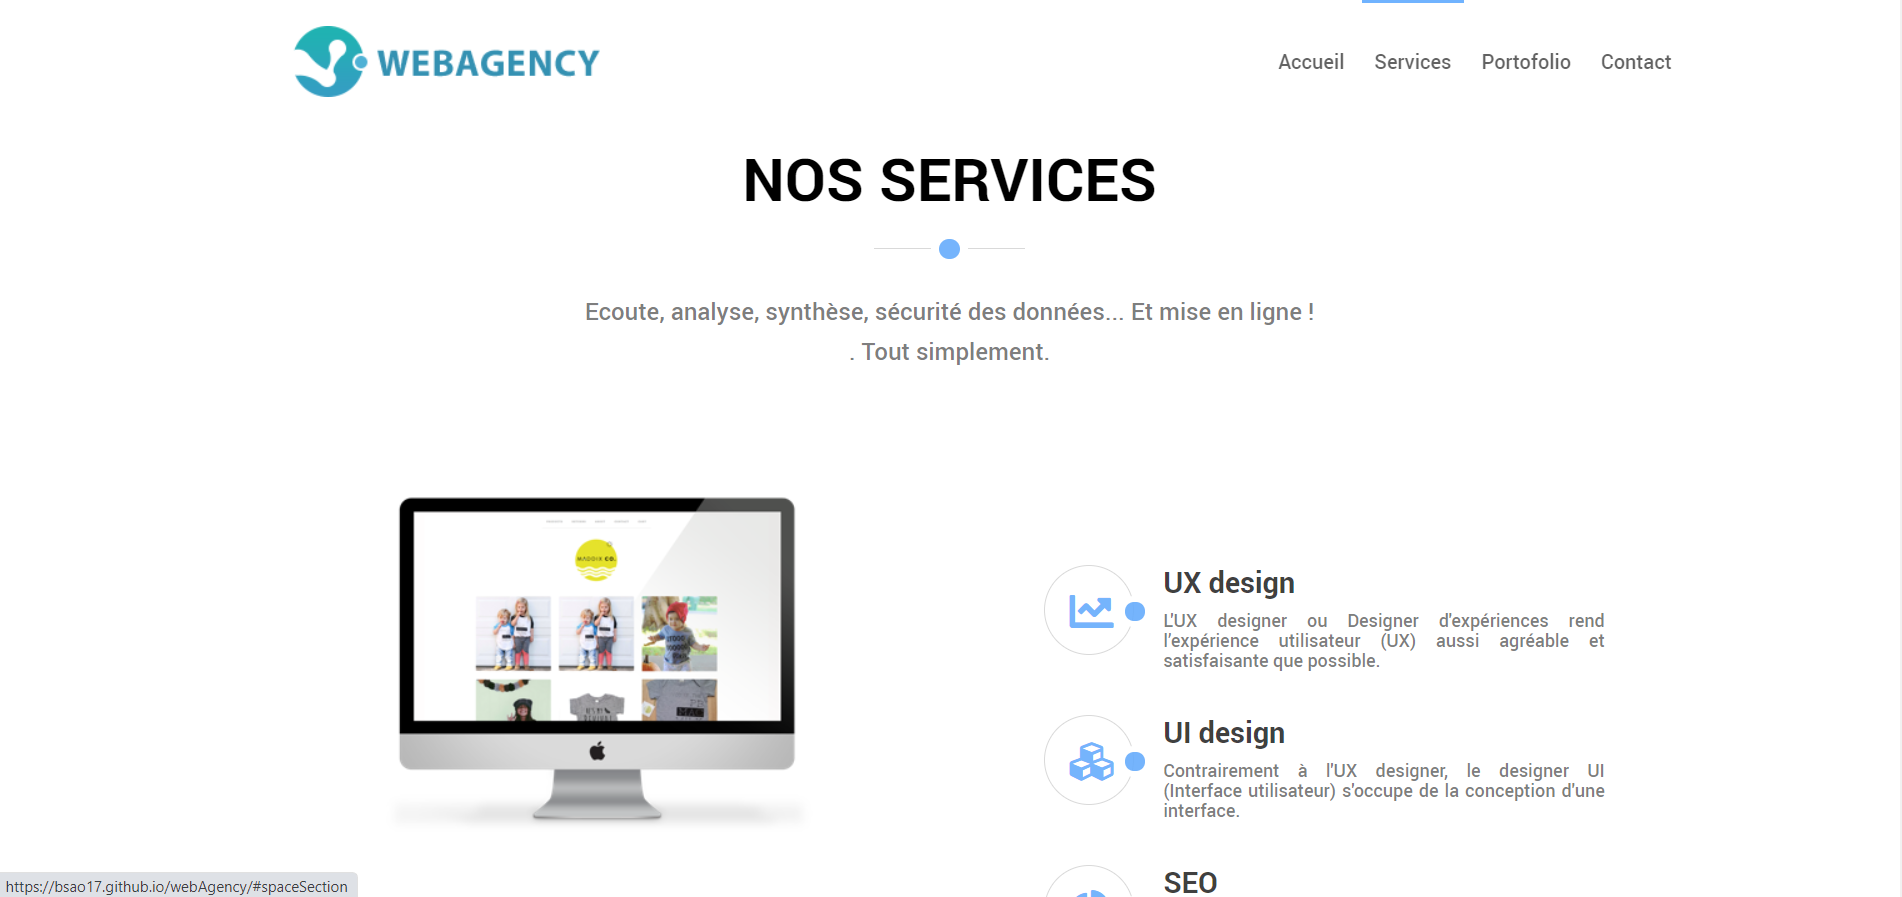 WEBAGENCY
Accueil Services Portofolio Contact
NOS SERVICES
Ecoute, analyse, synthèse, sécurité des données... Et mise en ligne !
. Tout simplement.
MADDIX CO.
UX design
L'UX designer ou Designer d'expériences rend
l'expérience utilisateur (UX) aussi agréable et
satisfaisante que possible.
UI design
Contrairement à l'UX designer, le designer UI
(Interface utilisateur) s'occupe de la conception d'une
interface.
SEO
https://bsao17.github.io/webAgency/#spaceSection